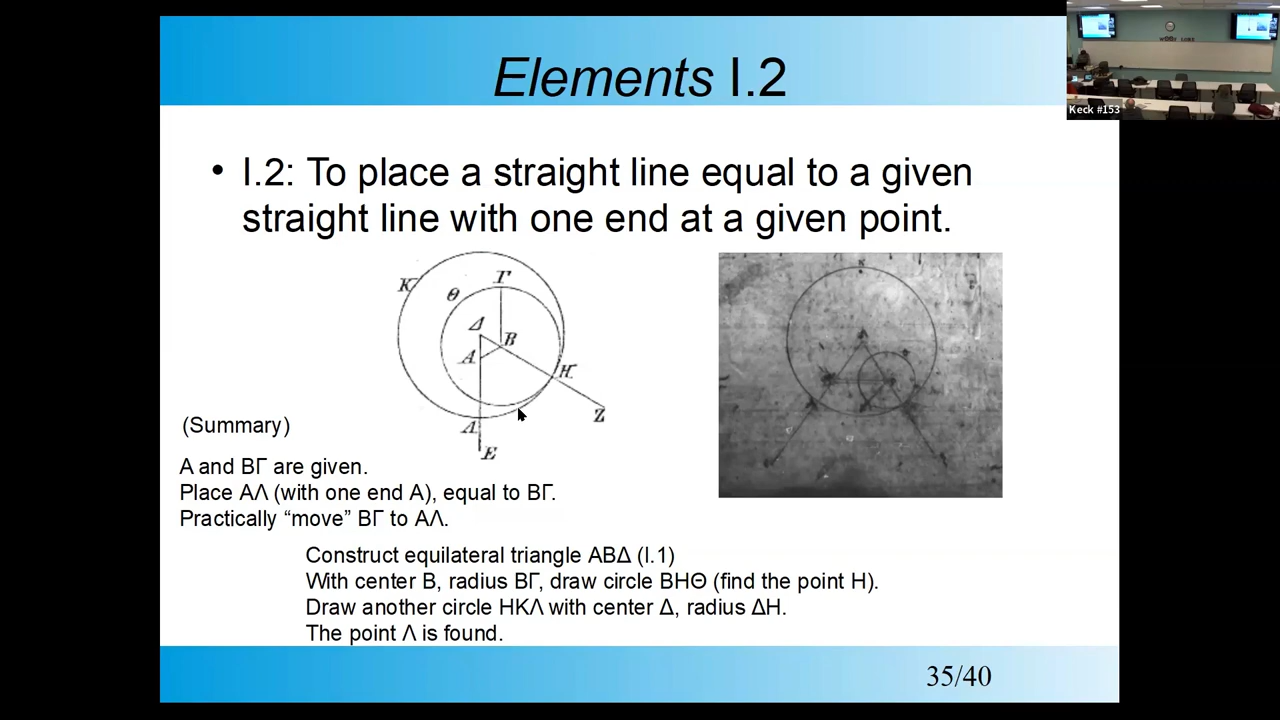 Elements I.2
Keck #153
• I.2: To place a straight line equal to a given
straight line with one end at a given point.
K
Θ
Γ
Δ
B
A
H
Z
Λ
E
(Summary)
A and BΓ are given.
Place AΛ (with one end A), equal to BΓ.
Practically “move” BΓ to AΛ.
Construct equilateral triangle ABΔ (I.1)
With center B, radius BΓ, draw circle BHΘ (find the point H).
Draw another circle HKΛ with center Δ, radius ΔH.
The point Λ is found.
35/40